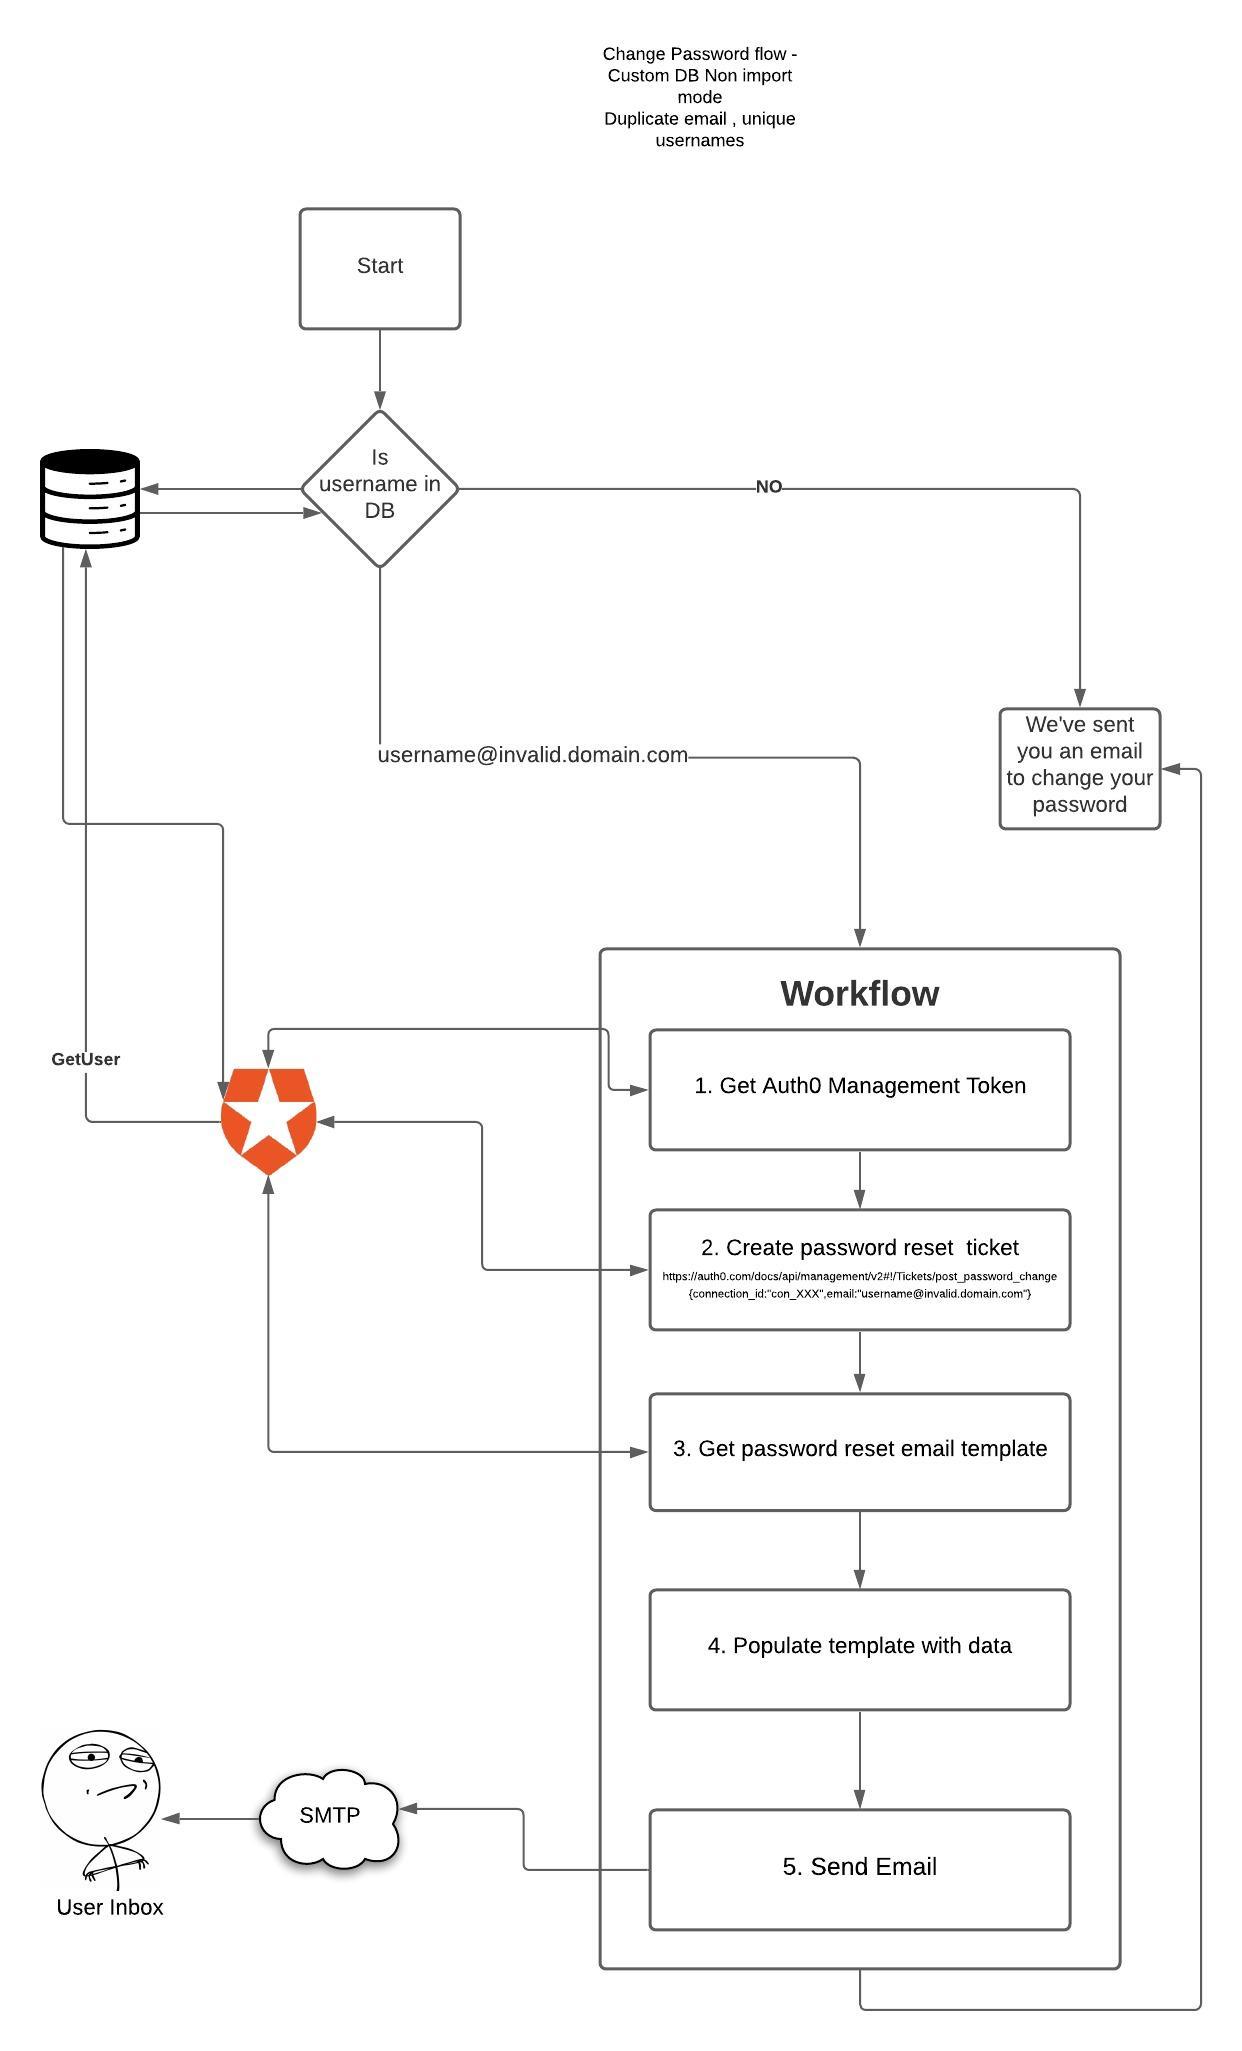 Change Password flow -
Custom DB Non import
mode
Duplicate email , unique
usernames
Start
Is
username in
DB
NO
username@invalid.domain.com
We've sent
you an email
to change your
password
Workflow
GetUser
1. Get Auth0 Management Token
2. Create password reset  ticket
https://auth0.com/docs/api/management/v2#!/Tickets/post_password_change
{connection_id:"con_XXX",email:"username@invalid.domain.com"}
3. Get password reset email template
4. Populate template with data
SMTP
5. Send Email
User Inbox